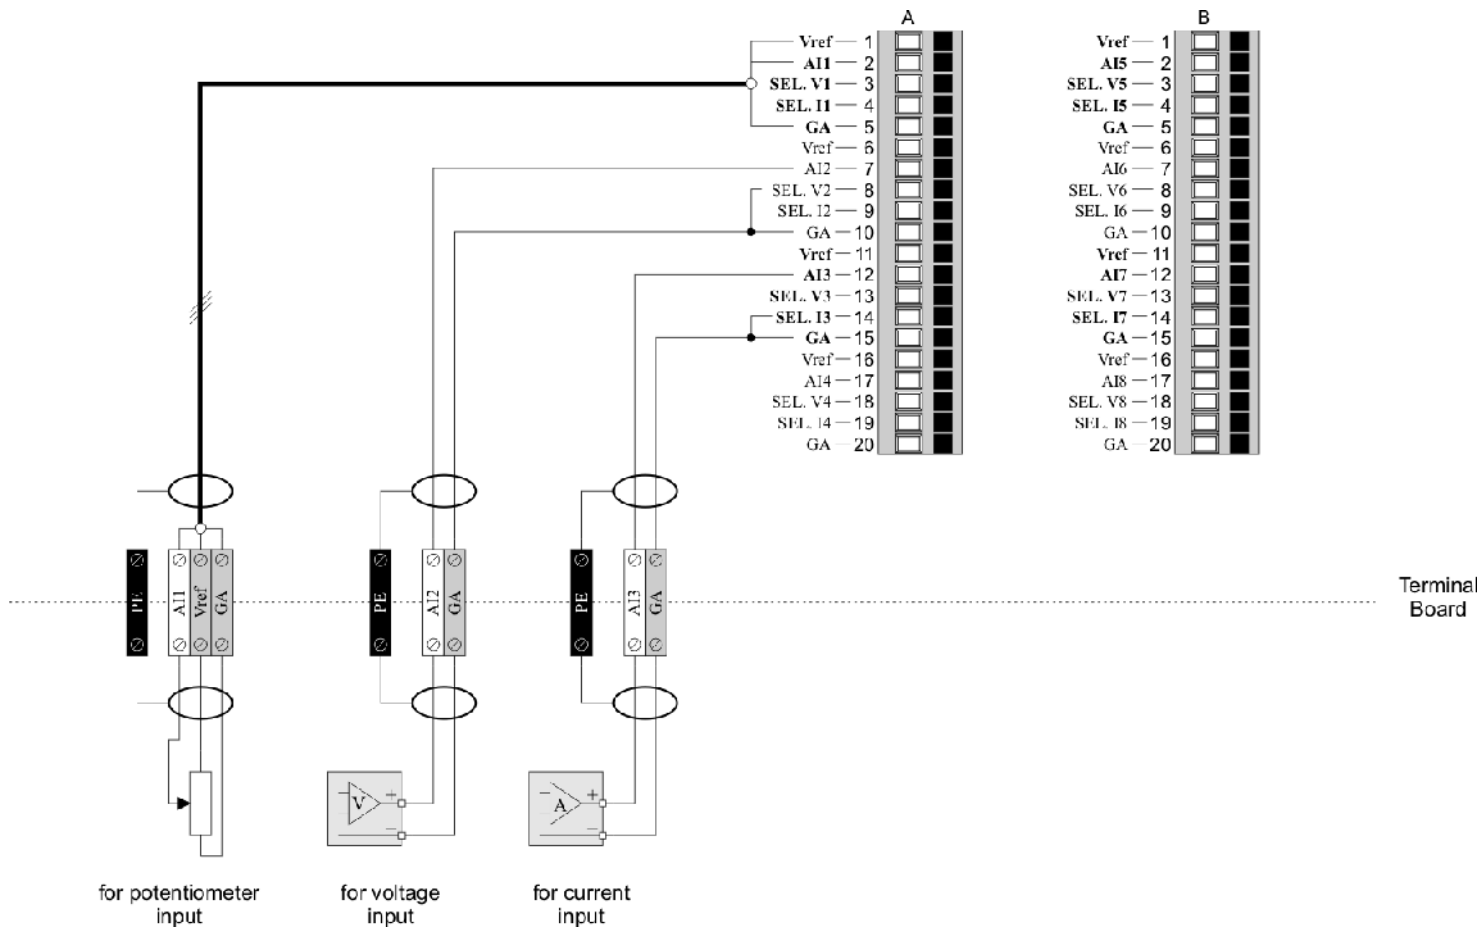 A
Vref 1
AI1 2
SEL. V1 3
SEL. I1 4
GA 5
Vref 6
AI2 7
SEL. V2 8
SEL. I2 9
GA 10
Vref 11
AI3 12
SEL. V3 13
SEL. I3 14
GA 15
Vref 16
AI4 17
SEL. V4 18
SEL. I4 19
GA 20
B
Vref 1
AI5 2
SEL. V5 3
SEL. I5 4
GA 5
Vref 6
AI6 7
SEL. V6 8
SEL. I6 9
GA 10
Vref 11
AI7 12
SEL. V7 13
SEL. I7 14
GA 15
Vref 16
AI8 17
SEL. V8 18
SEL. I8 19
GA 20
PE
AI1
Vref
GA
PE
AI2
GA
PE
AI3
GA
Terminal
Board
V + −
A + −
for potentiometer
input
for voltage
input
for current
input